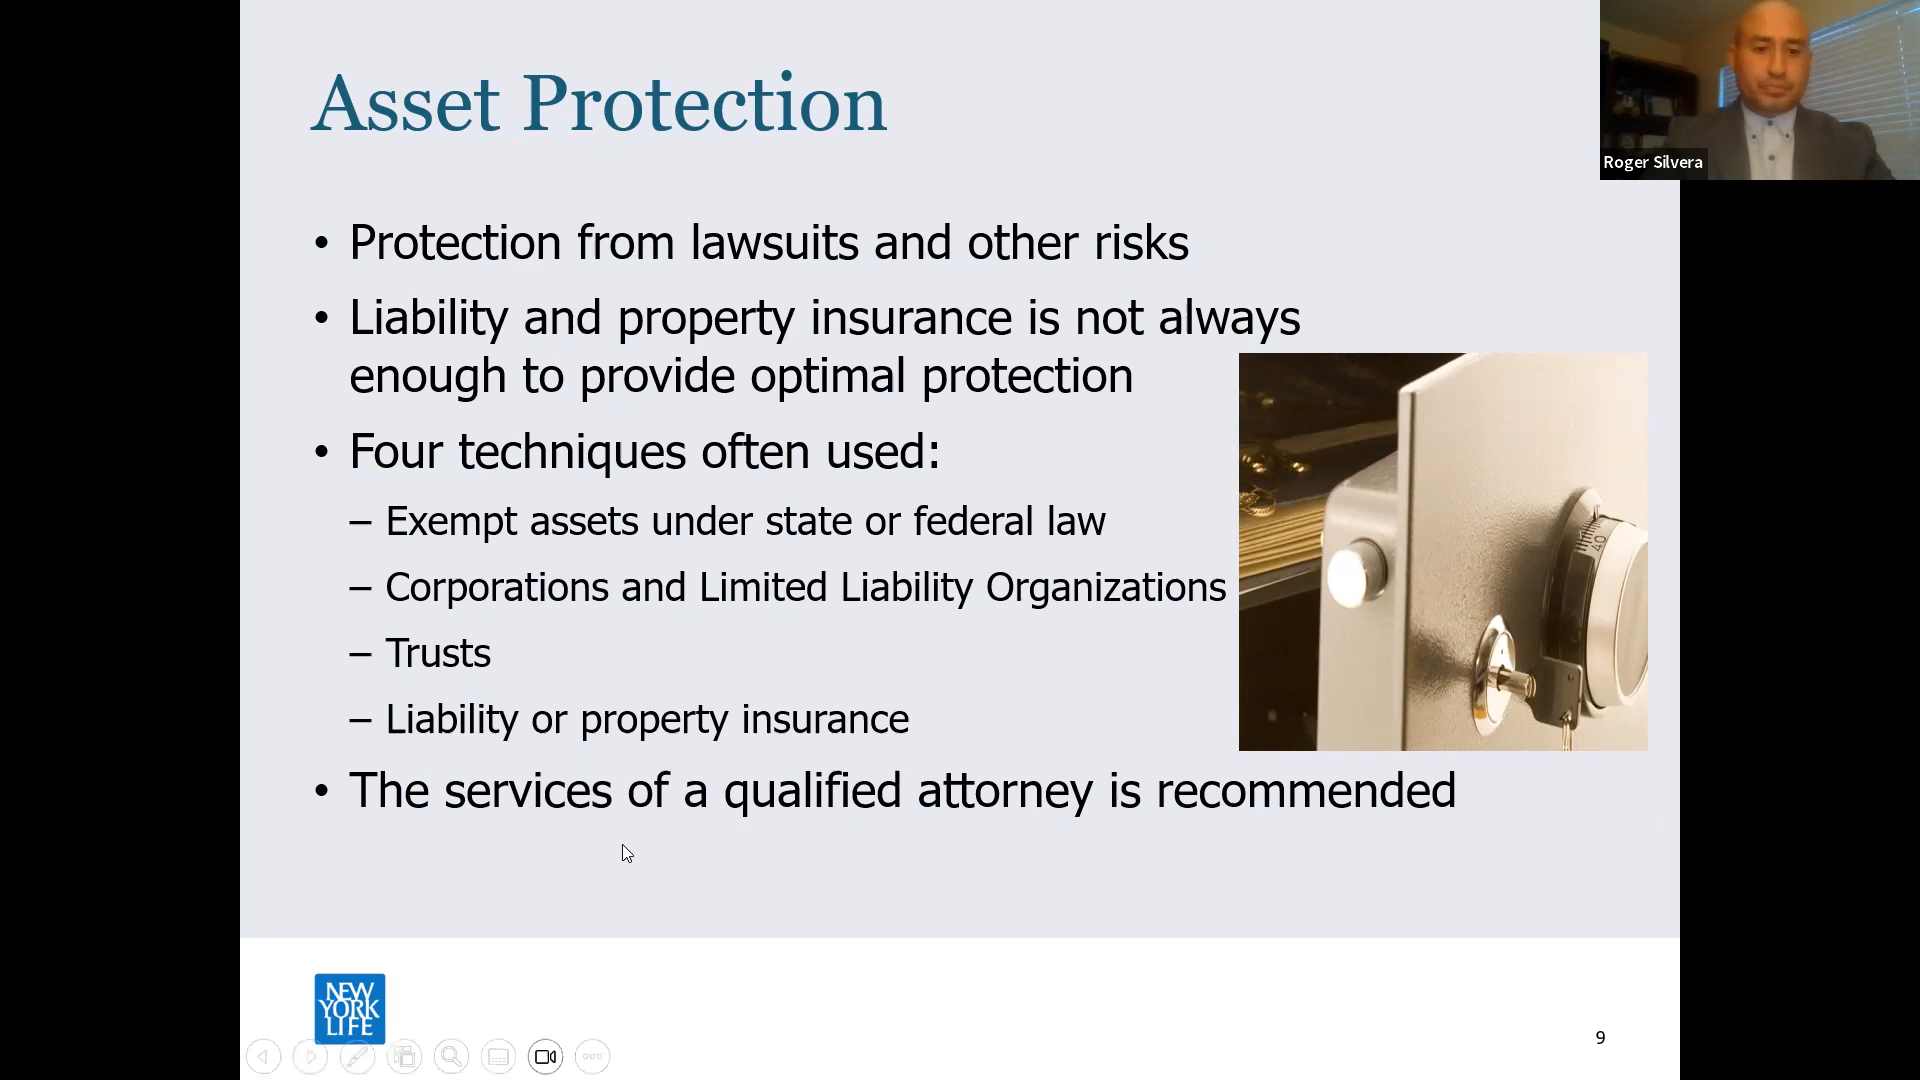 Asset Protection
Roger Silvera
• Protection from lawsuits and other risks
• Liability and property insurance is not always
enough to provide optimal protection
• Four techniques often used:
– Exempt assets under state or federal law
– Corporations and Limited Liability Organizations
– Trusts
– Liability or property insurance
40
• The services of a qualified attorney is recommended
NEW
YORK
LIFE
9